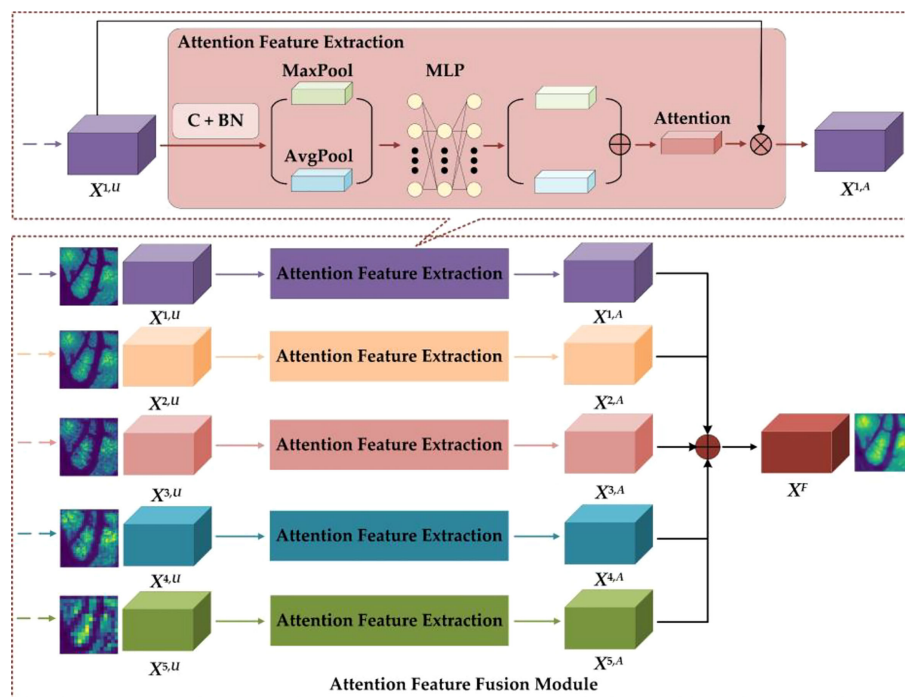 Attention Feature Extraction
MaxPool
MLP
C + BN
Attention
AvgPool
X1,U
X1,A
Attention Feature Extraction
X1,U
X1,A
Attention Feature Extraction
X2,U
X2,A
Attention Feature Extraction
X3,U
X3,A
XF
Attention Feature Extraction
X4,U
X4,A
Attention Feature Extraction
X5,U
X5,A
Attention Feature Fusion Module